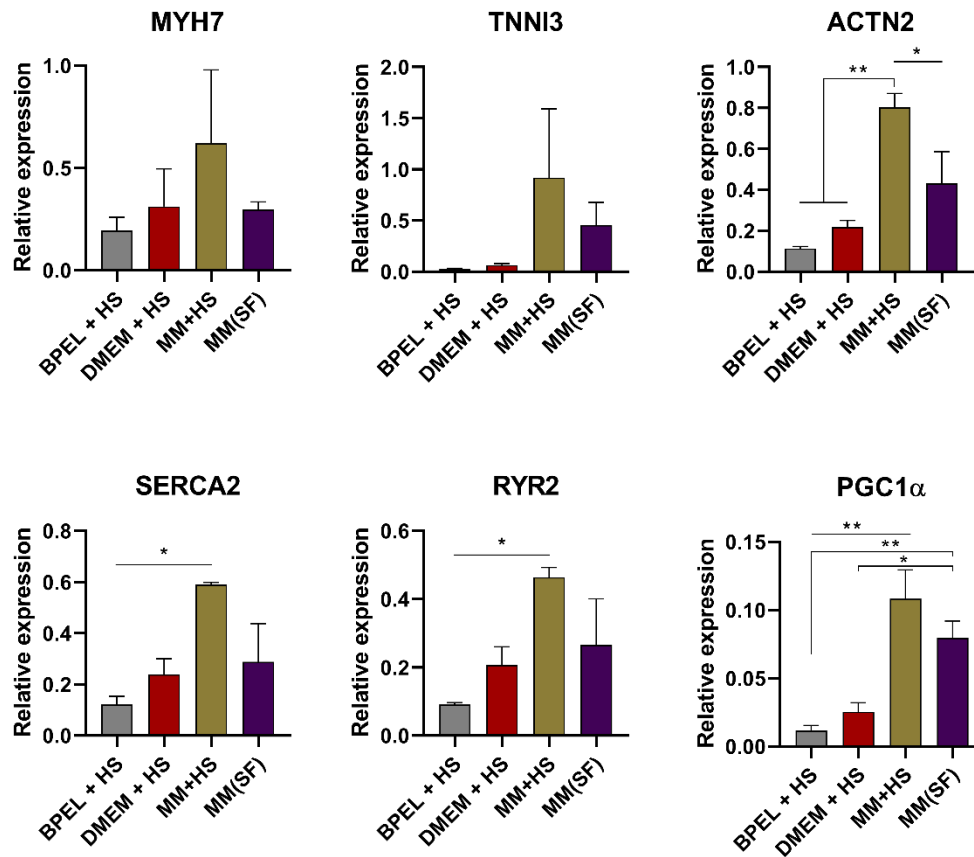 MYH7
Relative expression
1.0
0.5
0.0
BPEL + HS
DMEM + HS
MM+HS
MM(SF)
TNNI3
Relative expression
2.0
1.5
1.0
0.5
0.0
BPEL + HS
DMEM + HS
MM+HS
MM(SF)
ACTN2
Relative expression
1.0
0.8
0.6
0.4
0.2
0.0
**
*
BPEL + HS
DMEM + HS
MM+HS
MM(SF)
SERCA2
Relative expression
0.8
0.6
0.4
0.2
0.0
*
BPEL + HS
DMEM + HS
MM+HS
MM(SF)
RYR2
Relative expression
0.6
0.4
0.2
0.0
*
BPEL + HS
DMEM + HS
MM+HS
MM(SF)
PGC1α
Relative expression
0.15
0.10
0.05
0.00
**
**
*
BPEL + HS
DMEM + HS
MM+HS
MM(SF)